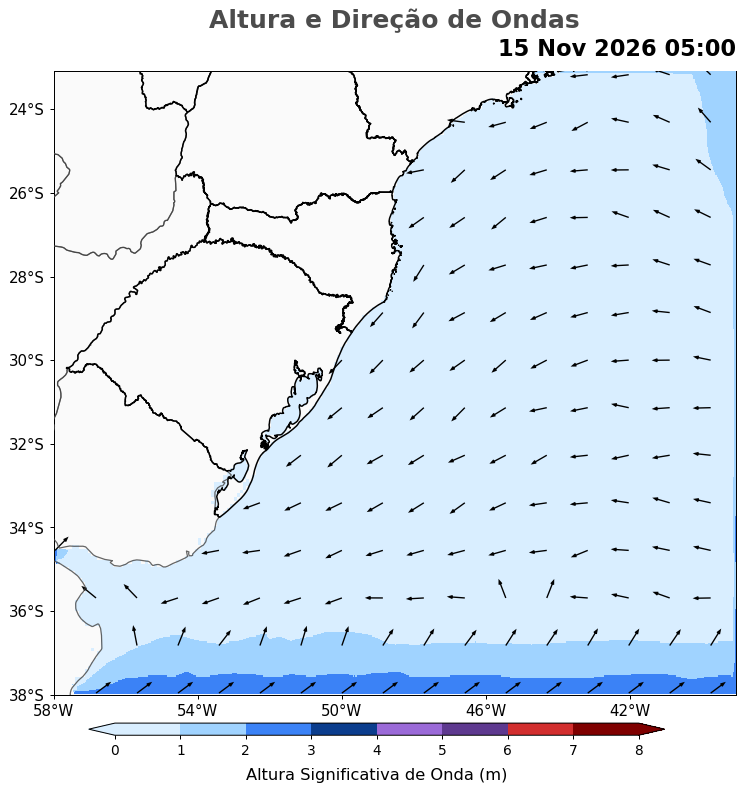 Altura e Direção de Ondas
15 Nov 2026 05:00
24°S
26°S
28°S
30°S
32°S
34°S
36°S
38°S
58°W 54°W 50°W 46°W 42°W
0 1 2 3 4 5 6 7 8
Altura Significativa de Onda (m)